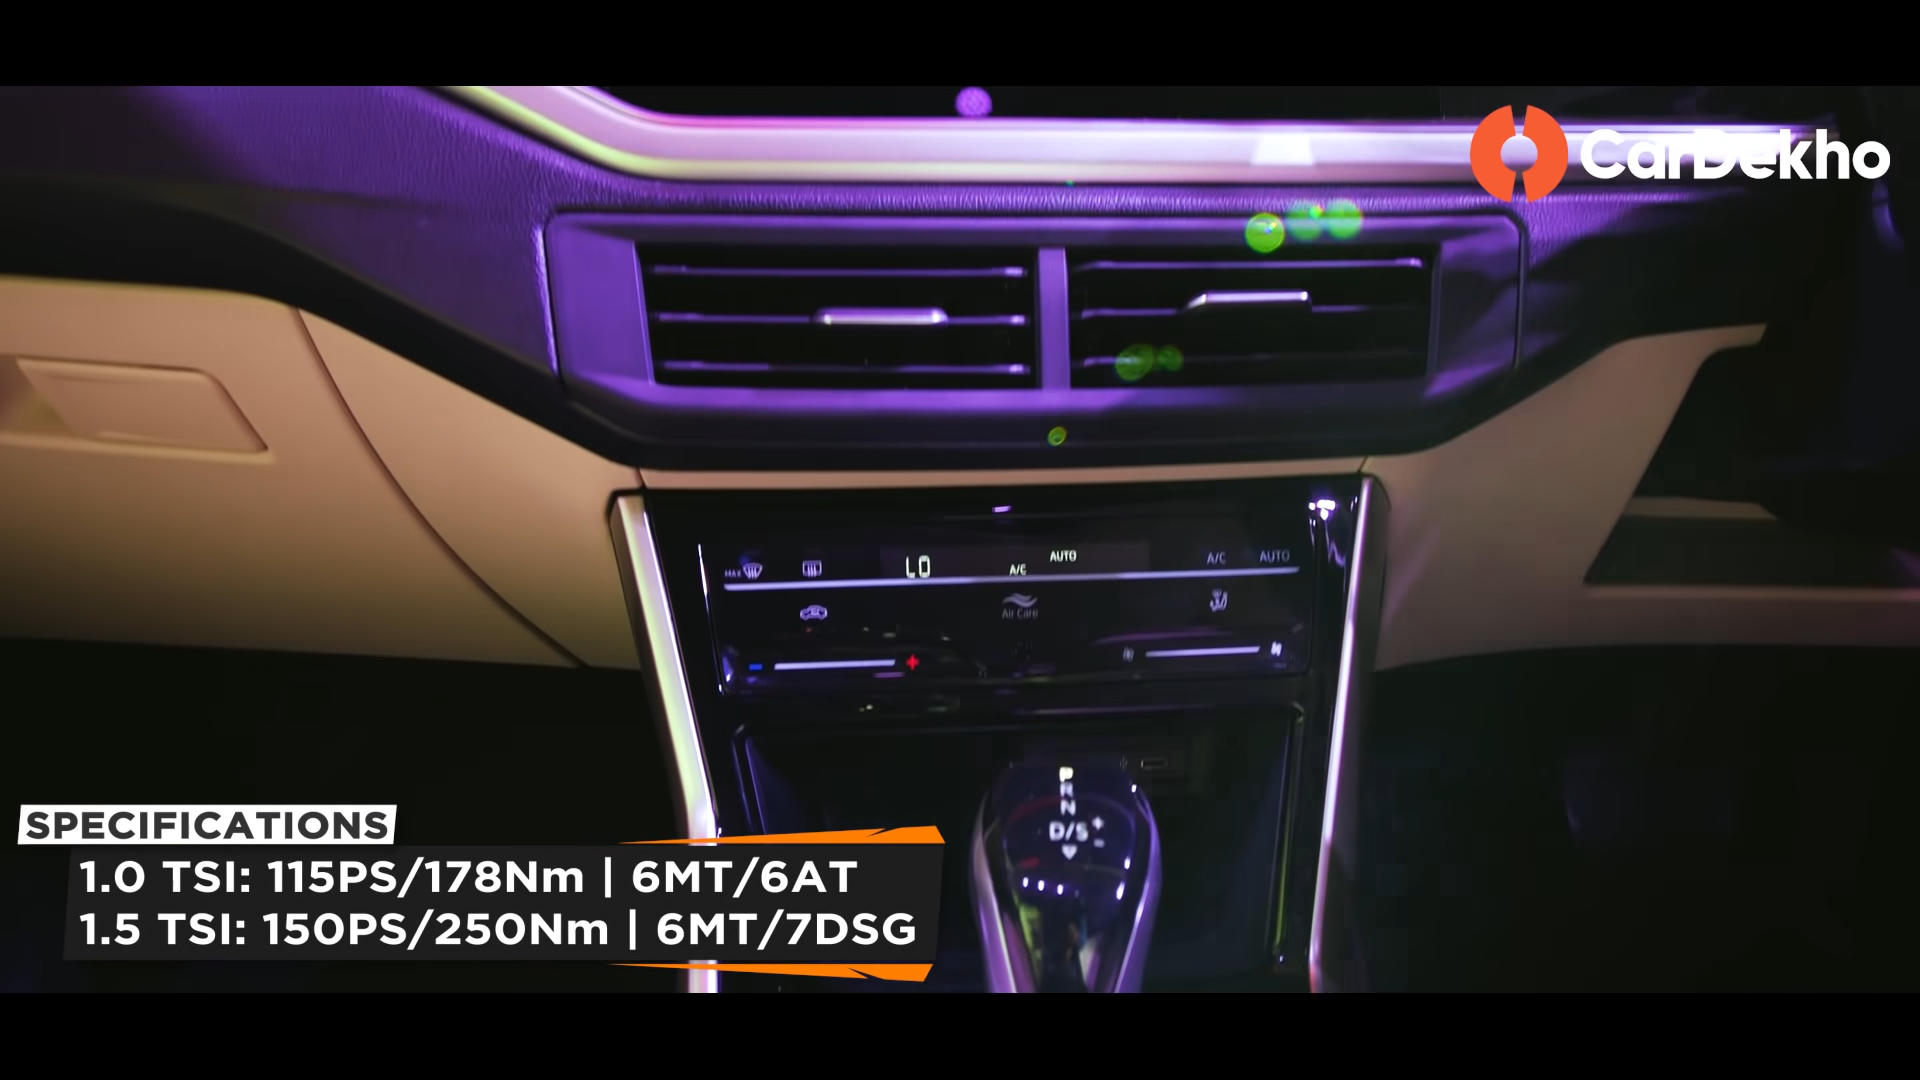 CarDekho
MAX LO A/C AUTO A/C AUTO
Air Care
P
R
N
D/S + -
SPECIFICATIONS
1.0 TSI: 115PS/178Nm | 6MT/6AT
1.5 TSI: 150PS/250Nm | 6MT/7DSG